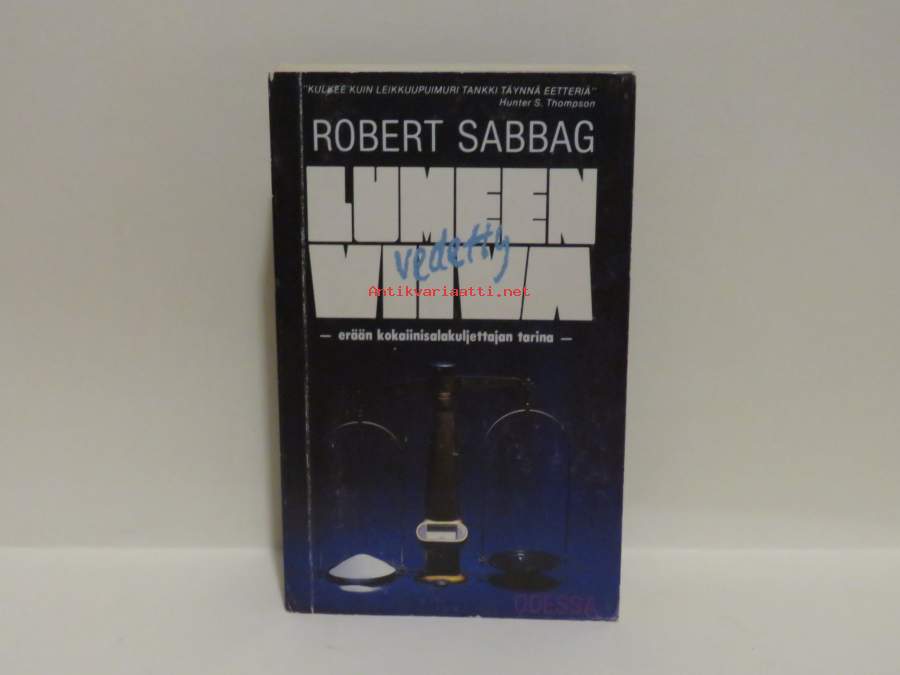 "KULKEE KUIN LEIKKUUPUIMURI TANKKI TÄYNNÄ EETTERIÄ"
Hunter S. Thompson
ROBERT SABBAG
LUMEEN
vedetty
VIIVA
Antikvariaatti.net
– erään kokaiinisalakuljettajan tarina –
ODESSA